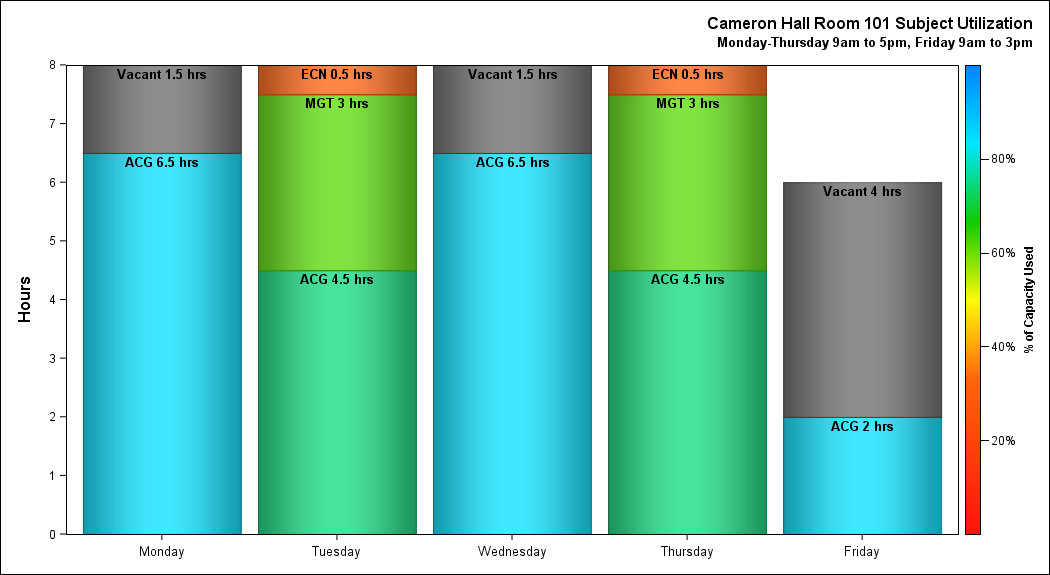 Cameron Hall Room 101 Subject Utilization
Monday-Thursday 9am to 5pm, Friday 9am to 3pm
8
7
6
5
4
3
2
1
0
Hours
Vacant 1.5 hrs
ACG 6.5 hrs
ECN 0.5 hrs
MGT 3 hrs
ACG 4.5 hrs
Vacant 1.5 hrs
ACG 6.5 hrs
ECN 0.5 hrs
MGT 3 hrs
ACG 4.5 hrs
Vacant 4 hrs
ACG 2 hrs
Monday
Tuesday
Wednesday
Thursday
Friday
80%
60%
40%
20%
% of Capacity Used